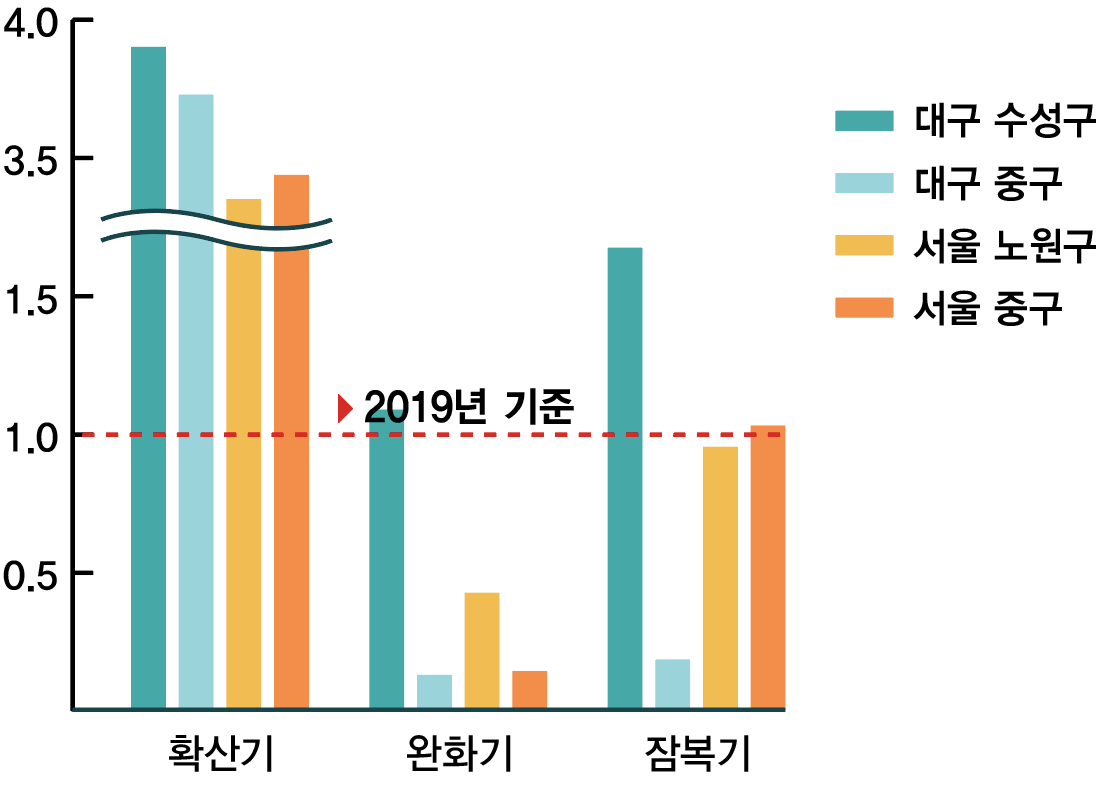 4.0
3.5
1.5
1.0
0.5
▶ 2019년 기준
확산기
완화기
잠복기
대구 수성구
대구 중구
서울 노원구
서울 중구